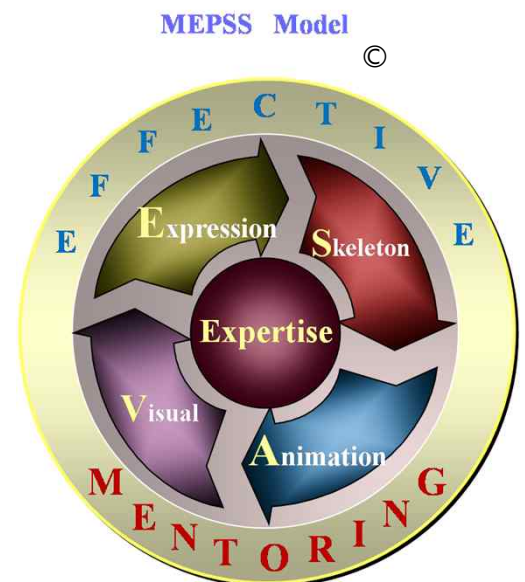 MEPSS Model
©
EFFECTIVE
Expression
Skeleton
Expertise
Visual
Animation
MENTORING